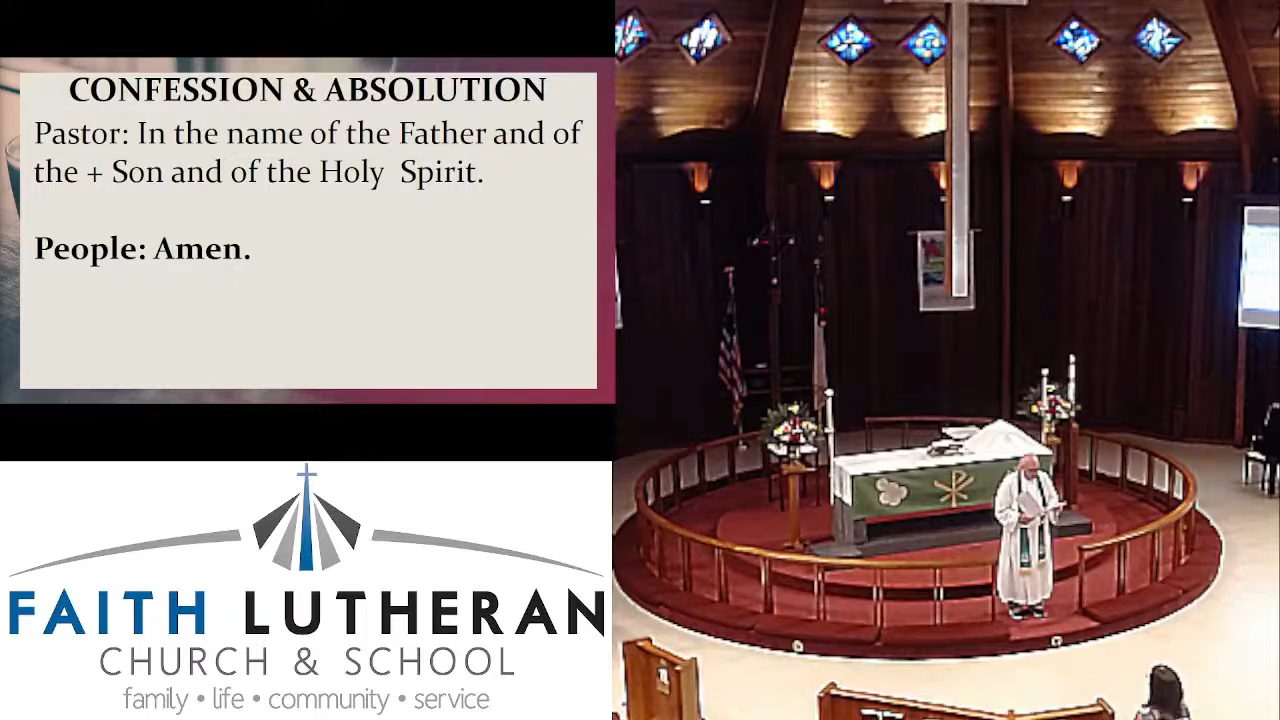 CONFESSION & ABSOLUTION
Pastor: In the name of the Father and of
the + Son and of the Holy Spirit.
People: Amen.
FAITH LUTHERAN
CHURCH & SCHOOL
family • life • community • service